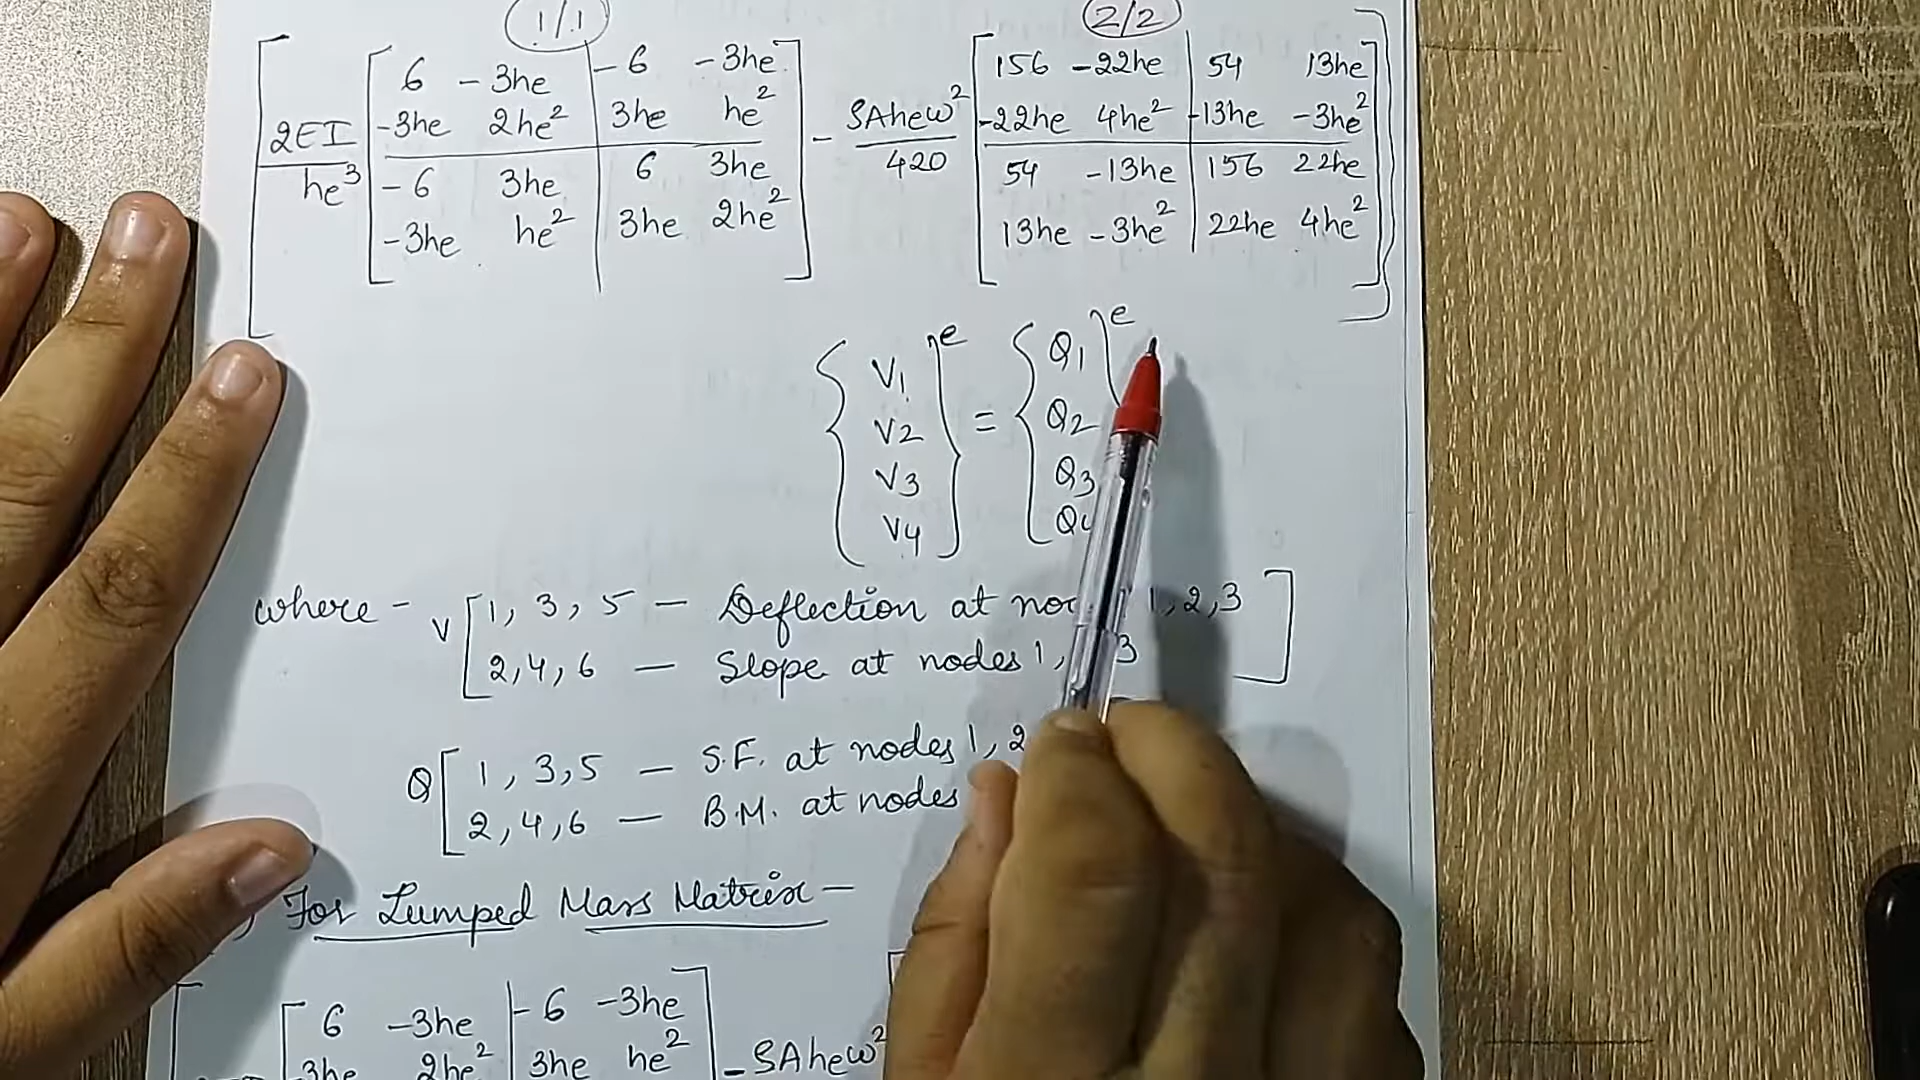 1/1 2/2
6 -3he -6 -3he 156 -22he 54 13he
-3he 2he² 3he he² -22he 4he² -13he -3he²
2EI/he³ - ϱAheω²/420
-6 3he 6 3he 54 -13he 156 22he
-3he he² 3he 2he² 13he -3he² 22he 4he²
{V1 V2 V3 V4}e = {Q1 Q2 Q3 Q4}e
where - V [1, 3, 5 — Deflection at 1, 2, 3
2, 4, 6 — Slope at nodes 1, 3]
Q [1, 3, 5 — S.F. at nodes 1, 2
2, 4, 6 — B.M. at nodes
For Lumped Mass Matrix —
6 -3he -6 -3he
-3he 2he² 3he he² - ϱAheω²